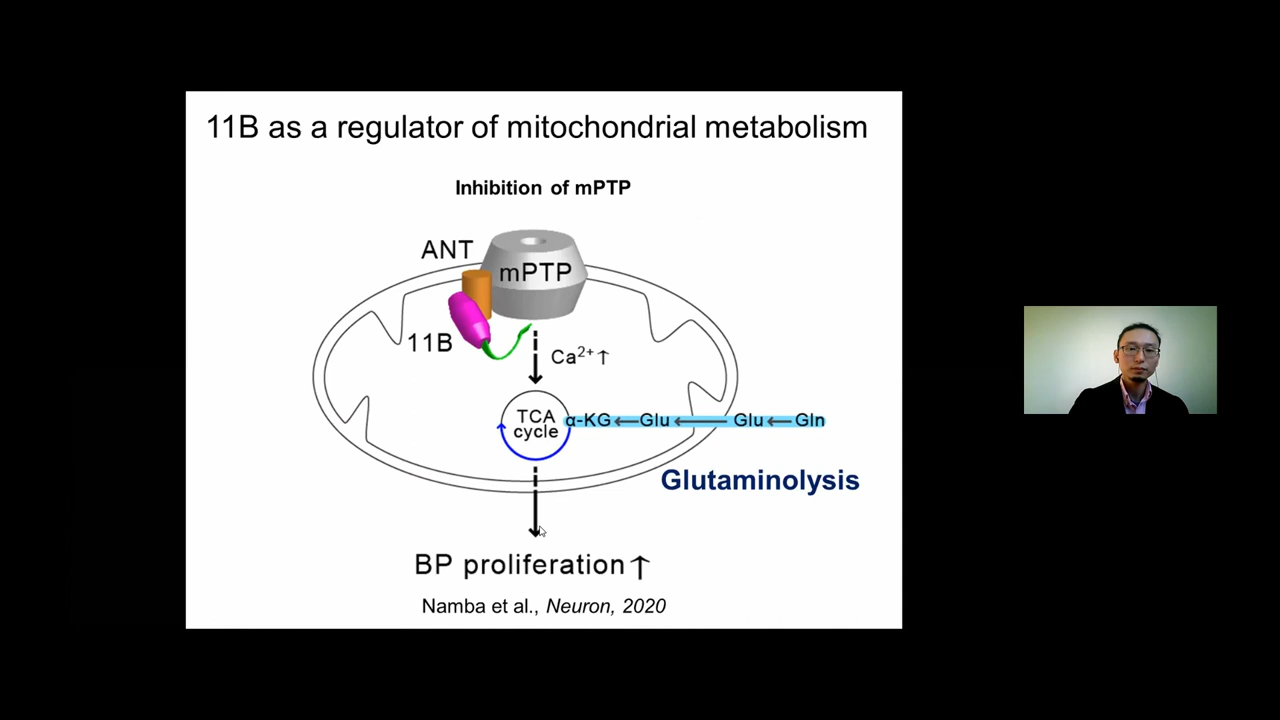 11B as a regulator of mitochondrial metabolism
Inhibition of mPTP
ANT
mPTP
11B
Ca²⁺↑
TCA
cycle
α-KG ← Glu ← Glu ← Gln
Glutaminolysis
BP proliferation↑
Namba et al., Neuron, 2020